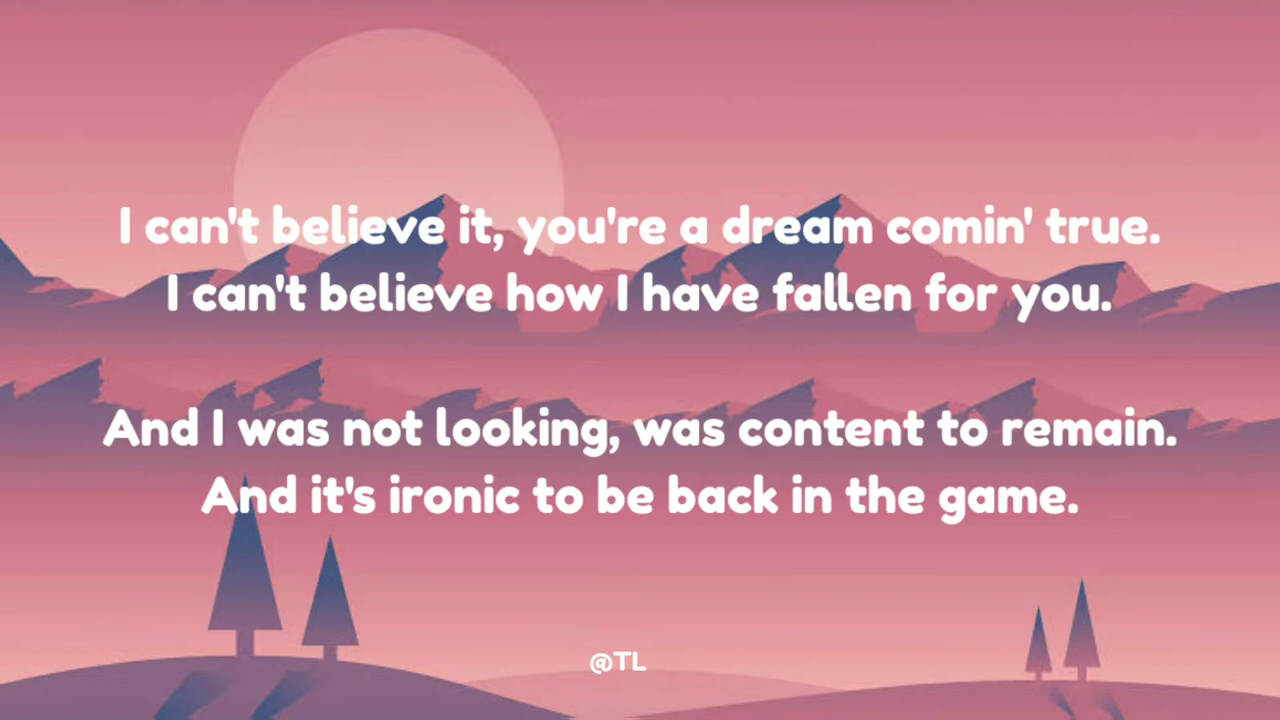 I can't believe it, you're a dream comin' true.
I can't believe how I have fallen for you.
And I was not looking, was content to remain.
And it's ironic to be back in the game.
@TL